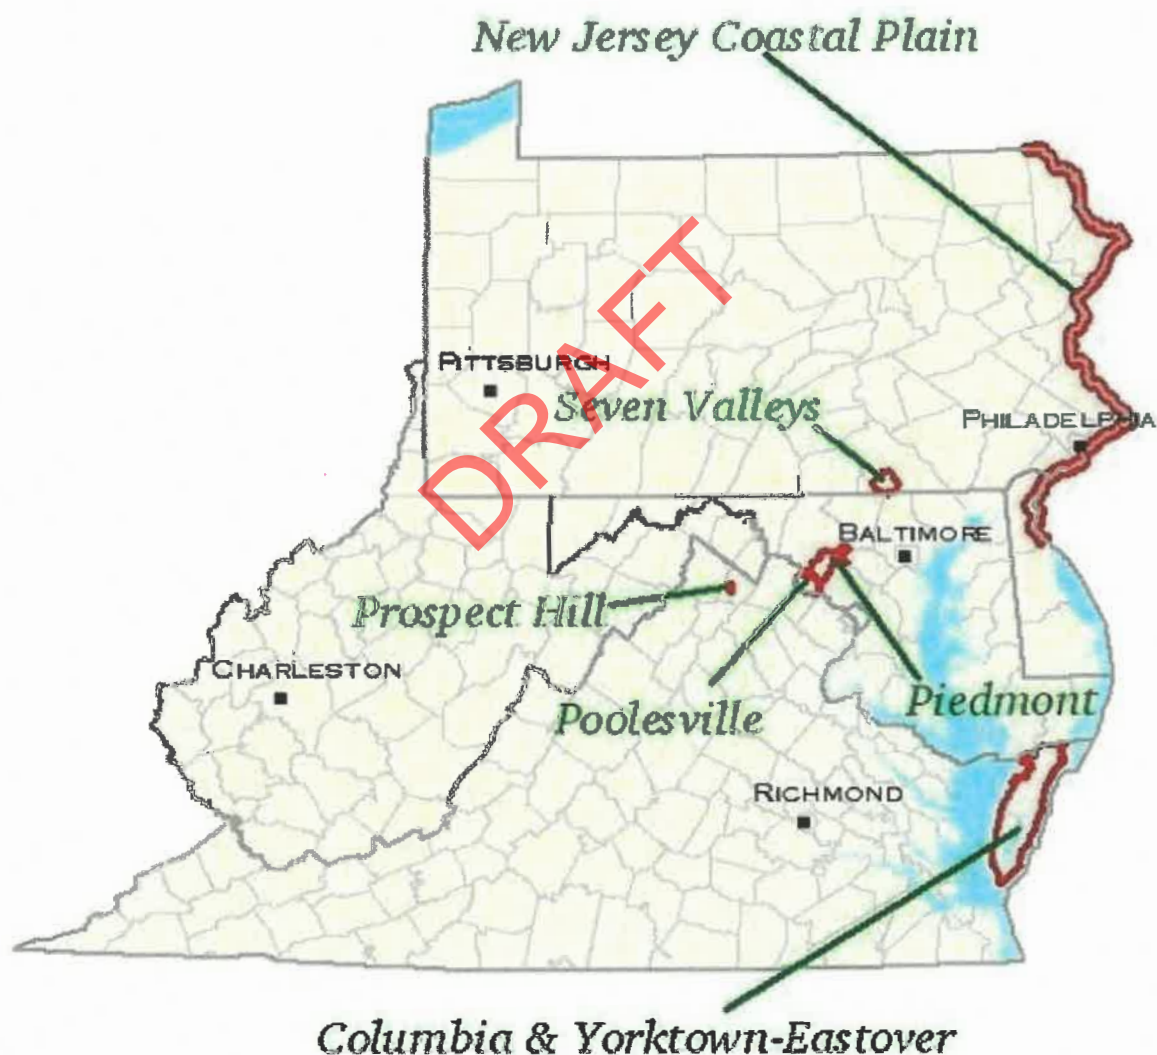 New Jersey Coastal Plain
PITTSBURGH
DRAFT
Seven Valleys
PHILADELPHIA
BALTIMORE
Prospect Hill
CHARLESTON
Poolesville
Piedmont
RICHMOND
Columbia & Yorktown-Eastover